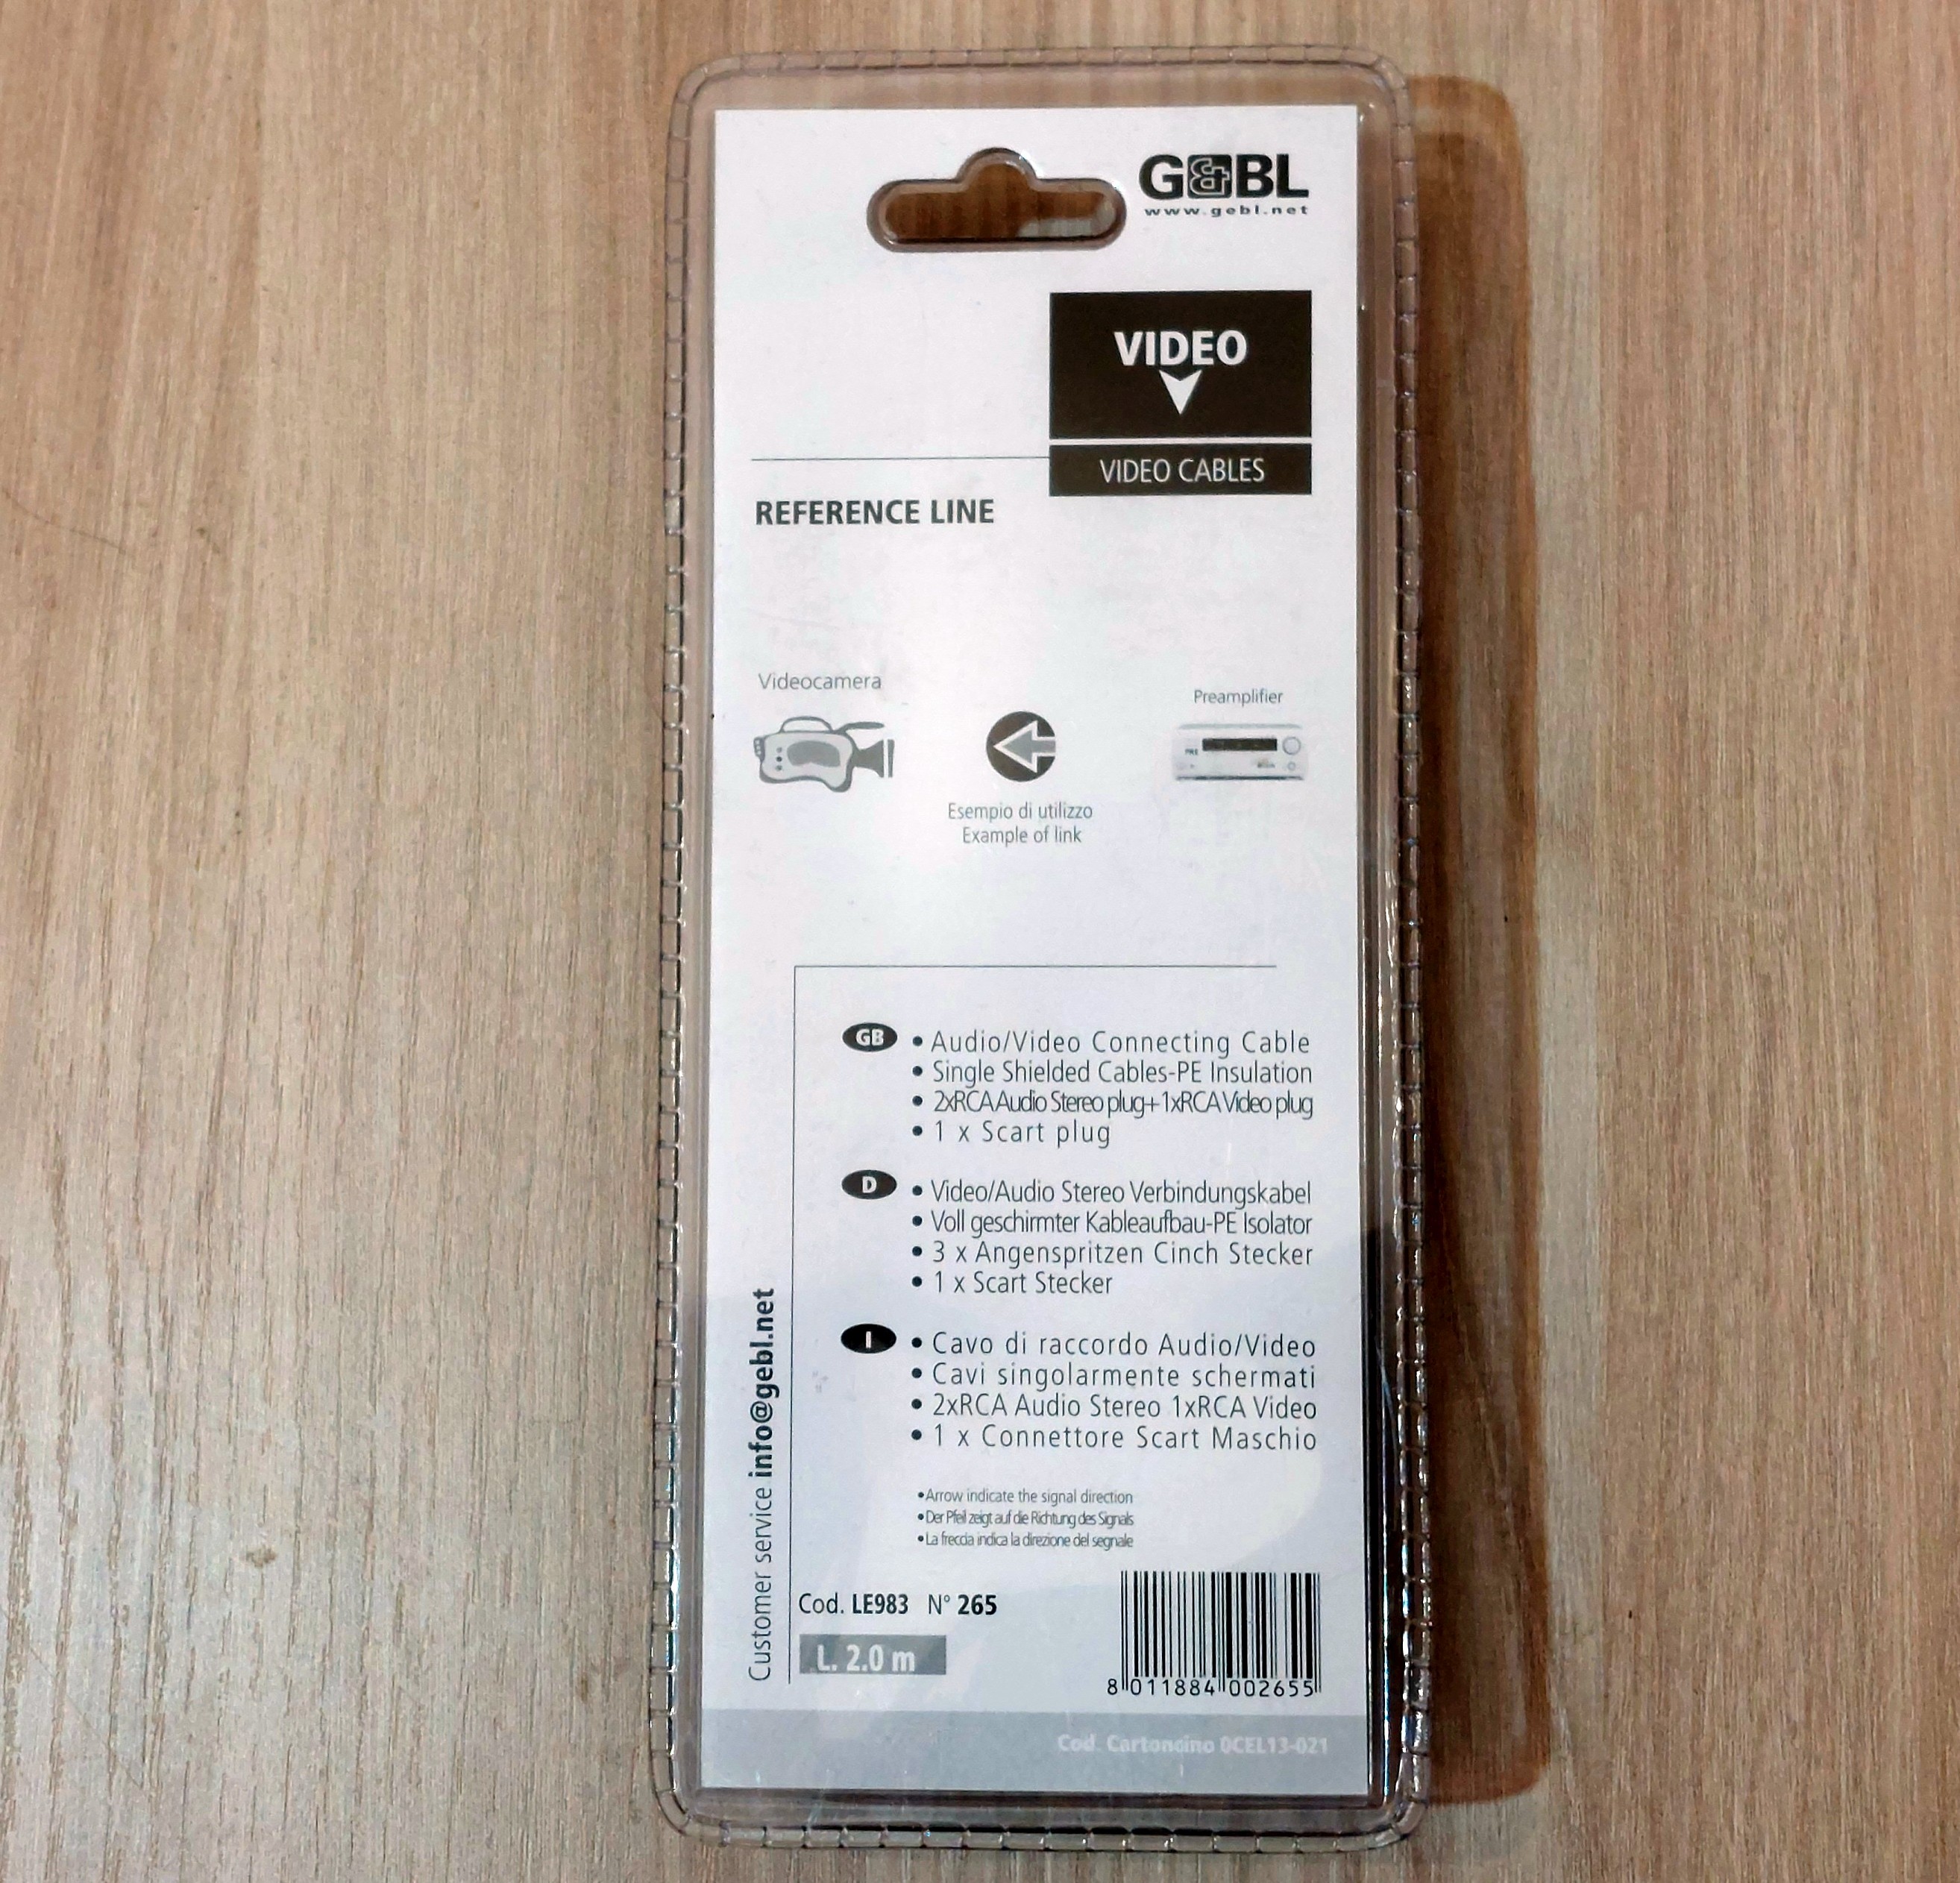 G&BL
www.gebl.net
VIDEO
VIDEO CABLES
REFERENCE LINE
Videocamera
Preamplifier
Esempio di utilizzo
Example of link
GB
• Audio/Video Connecting Cable
• Single Shielded Cables-PE Insulation
• 2xRCA Audio Stereo plug+1xRCA Video plug
• 1 x Scart plug
D
• Video/Audio Stereo Verbindungskabel
• Voll geschirmter Kableaufbau-PE Isolator
• 3 x Angenspritzen Cinch Stecker
• 1 x Scart Stecker
I
• Cavo di raccordo Audio/Video
• Cavi singolarmente schermati
• 2xRCA Audio Stereo 1xRCA Video
• 1 x Connettore Scart Maschio
• Arrow indicate the signal direction
• Der Pfeil zeigt auf die Richtung des Signals
• La freccia indica la direzione del segnale
Customer service info@gebl.net
Cod. LE983 N° 265
L. 2.0 m
8 011884 002655
Cod. Cartoncino 0CEL13-021